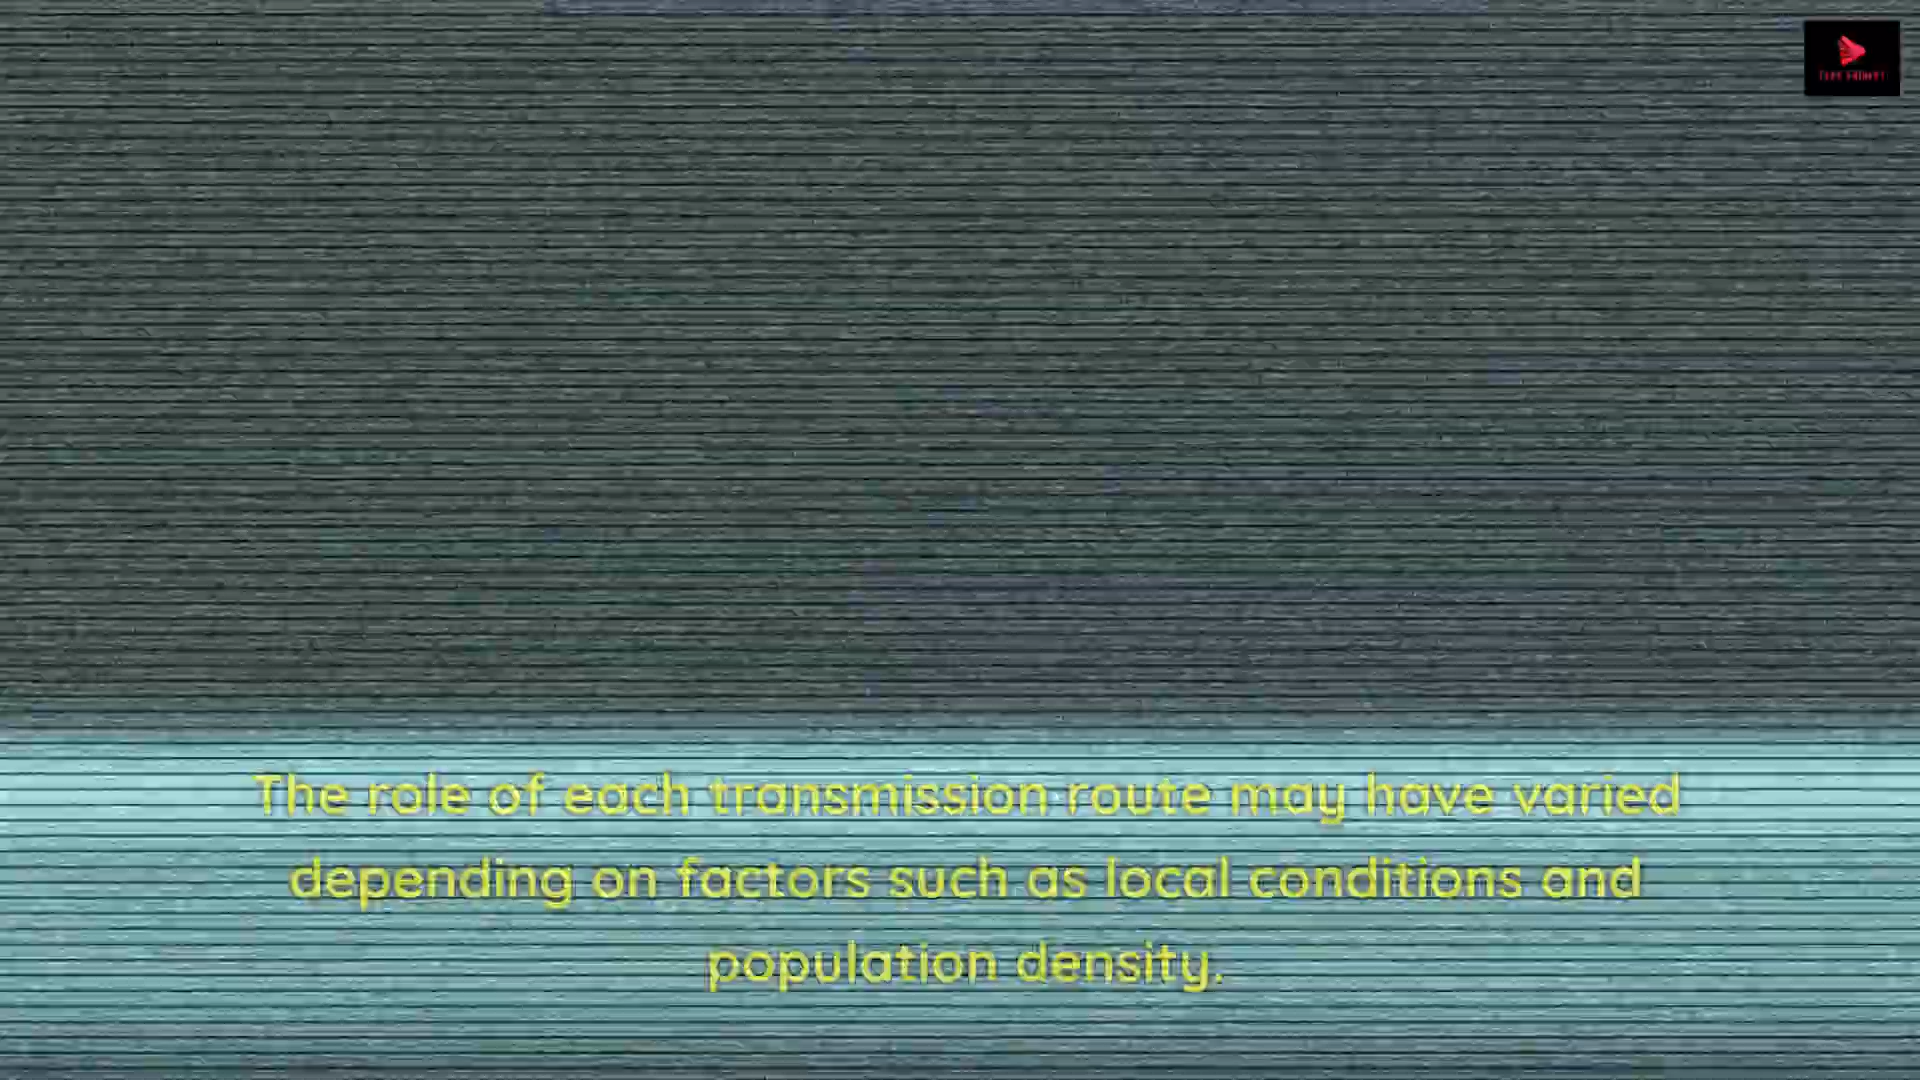 The role of each transmission route may have varied
depending on factors such as local conditions and
population density.